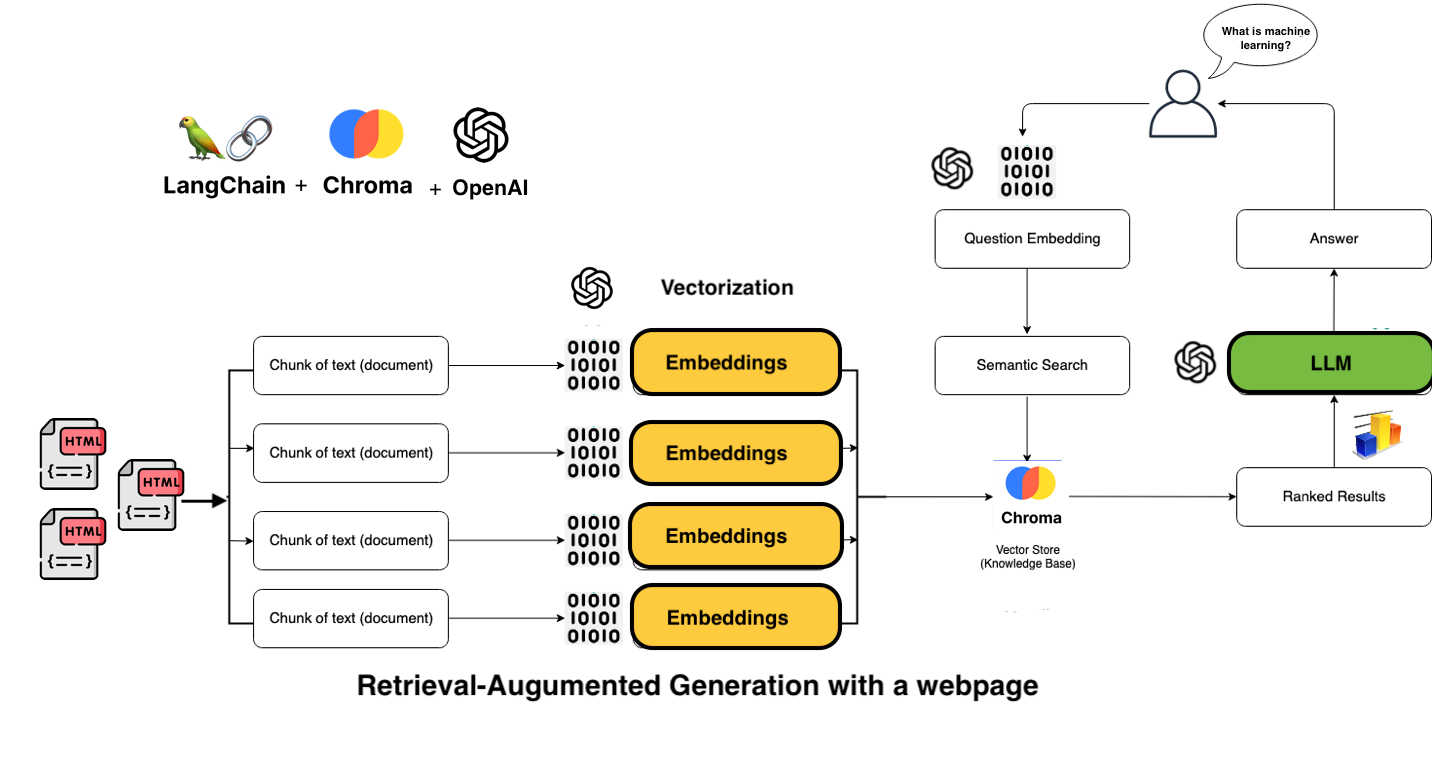 What is machine
learning?
LangChain + Chroma + OpenAI
01010
10101
01010
Question Embedding
Answer
Vectorization
Chunk of text (document)
01010
10101
01010
Embeddings
Semantic Search
LLM
Chunk of text (document)
01010
10101
01010
Embeddings
HTML
{==}
HTML
{==}
HTML
{==}
Chroma
Vector Store
(Knowledge Base)
Ranked Results
Chunk of text (document)
01010
10101
01010
Embeddings
Chunk of text (document)
01010
10101
01010
Embeddings
Retrieval-Augumented Generation with a webpage